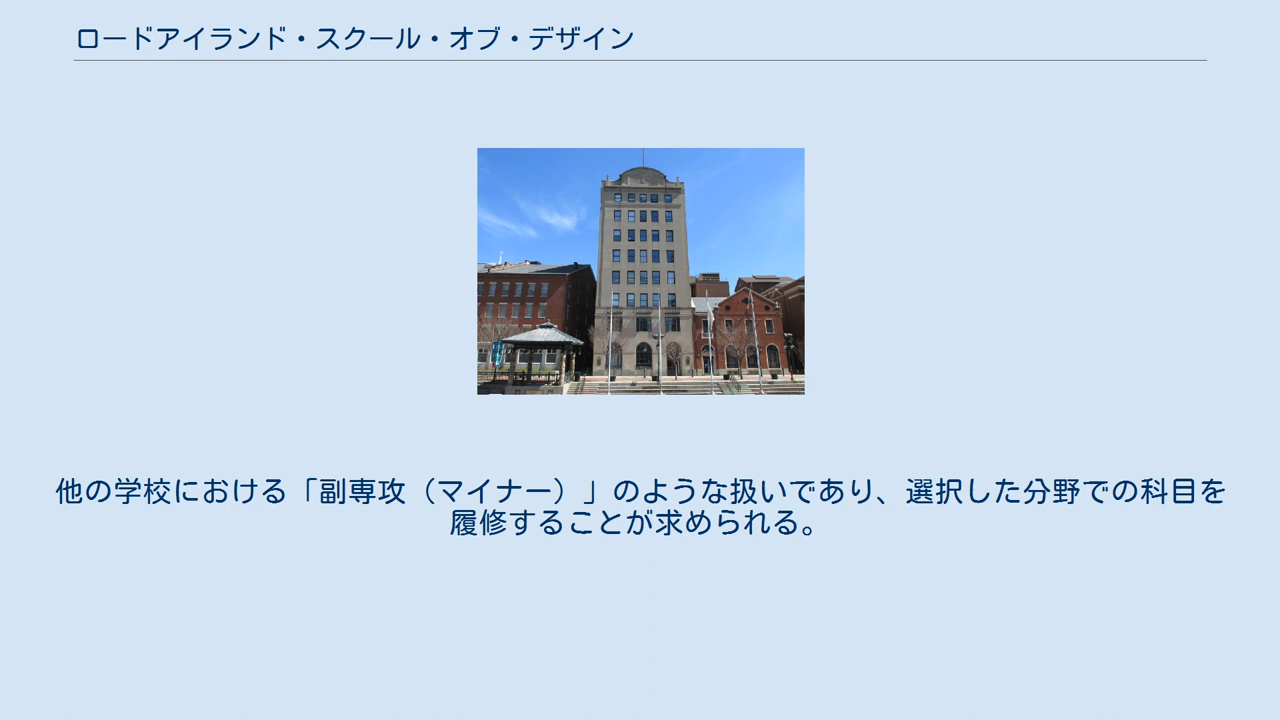 ロードアイランド・スクール・オブ・デザイン
他の学校における「副専攻（マイナー）」のような扱いであり、選択した分野での科目を
履修することが求められる。